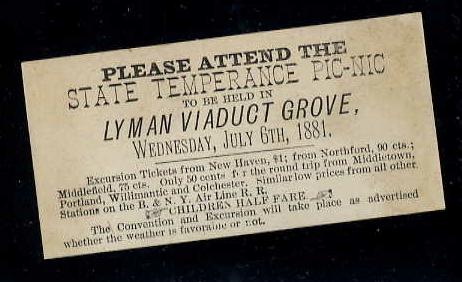 PLEASE ATTEND THE
STATE TEMPERANCE PIC-NIC
TO BE HELD IN
LYMAN VIADUCT GROVE,
WEDNESDAY, JULY 6TH, 1881.
Excursion Tickets from New Haven, $1; from Northford, 90 cts.;
Middlefield, 75 cts. Only 50 cents f r the round trip from Middletown,
Portland, Willimantic and Colchester. Similar low prices from all other
Stations on the B. & N. Y. Air Line R. R.
☞ CHILDREN HALF FARE ☞
The Convention and Excursion will take place as advertised
whether the weather is favorable or not.